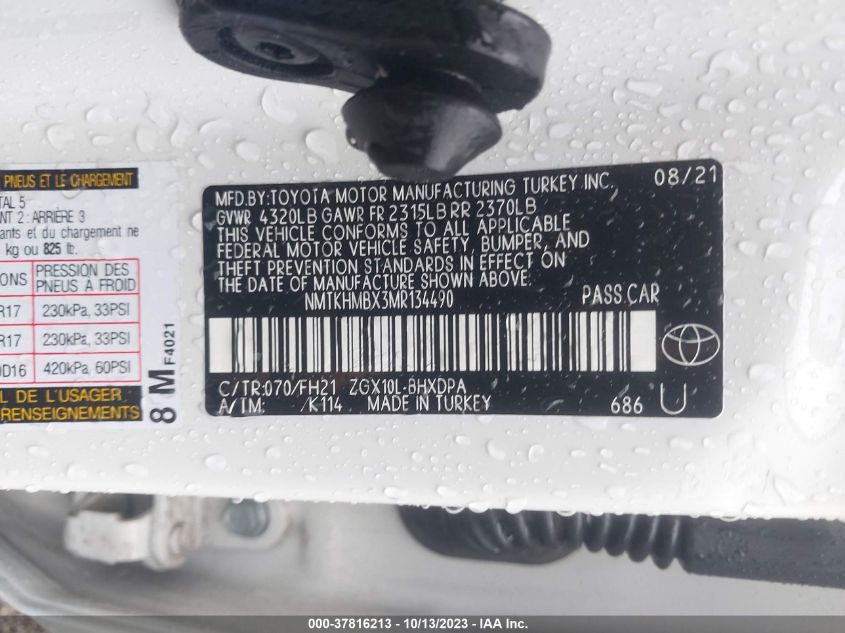 PNEUS ET LE CHARGEMENT
TAL 5
NT 2 : ARRIÈRE 3
ants et du chargement ne
kg ou 825 lb.
ONS PRESSION DES PNEUS A FROID
R17 230kPa, 33PSI
R17 230kPa, 33PSI
0D16 420kPa, 60PSI
L DE L'USAGER
RENSEIGNEMENTS
8 M F4021
MFD.BY:TOYOTA MOTOR MANUFACTURING TURKEY INC. 08/21
GVWR 4320LB GAWR FR 2315LB RR 2370LB
THIS VEHICLE CONFORMS TO ALL APPLICABLE
FEDERAL MOTOR VEHICLE SAFETY, BUMPER, AND
THEFT PREVENTION STANDARDS IN EFFECT ON
THE DATE OF MANUFACTURE SHOWN ABOVE.
NMTKHMBX3MR134490 PASS CAR
C/TR:070/FH21 ZGX10L-BHXDPA
A/TM: /K114 MADE IN TURKEY 686 U
000-37816213 - 10/13/2023 - IAA Inc.